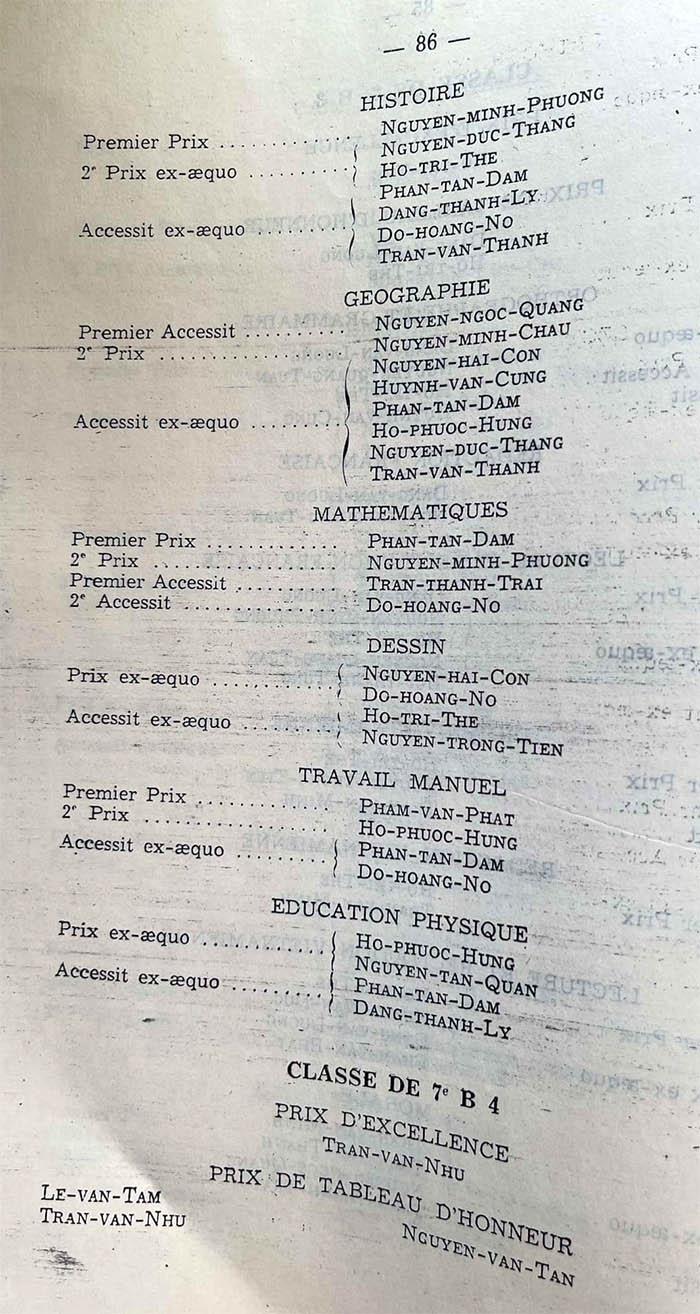 — 86 —
HISTOIRE
Premier Prix .................... NGUYEN-MINH-PHUONG
2e Prix ex-æquo .......... { NGUYEN-DUC-THANG
HO-TRI-THE
Accessit ex-æquo .......... { PHAN-TAN-DAM
DANG-THANH-LY
DO-HOANG-NO
TRAN-VAN-THANH
GEOGRAPHIE
Premier Accessit ............ NGUYEN-NGOC-QUANG
2e Prix .................... NGUYEN-MINH-CHAU
Accessit ex-æquo .......... { NGUYEN-HAI-CON
HUYNH-VAN-CUNG
PHAN-TAN-DAM
HO-PHUOC-HUNG
NGUYEN-DUC-THANG
TRAN-VAN-THANH
MATHEMATIQUES
Premier Prix ............... PHAN-TAN-DAM
2e Prix .................... NGUYEN-MINH-PHUONG
Premier Accessit ............ TRAN-THANH-TRAI
2e Accessit ................. DO-HOANG-NO
DESSIN
Prix ex-æquo ............ { NGUYEN-HAI-CON
DO-HOANG-NO
Accessit ex-æquo .......... { HO-TRI-THE
NGUYEN-TRONG-TIEN
TRAVAIL MANUEL
Premier Prix ............... PHAM-VAN-PHAT
2e Prix .................... HO-PHUOC-HUNG
Accessit ex-æquo .......... { PHAN-TAN-DAM
DO-HOANG-NO
EDUCATION PHYSIQUE
Prix ex-æquo ............ { HO-PHUOC-HUNG
NGUYEN-TAN-QUAN
Accessit ex-æquo .......... { PHAN-TAN-DAM
DANG-THANH-LY
CLASSE DE 7e B 4
PRIX D'EXCELLENCE
TRAN-VAN-NHU
PRIX DE TABLEAU D'HONNEUR
LE-VAN-TAM NGUYEN-VAN-TAN
TRAN-VAN-NHU